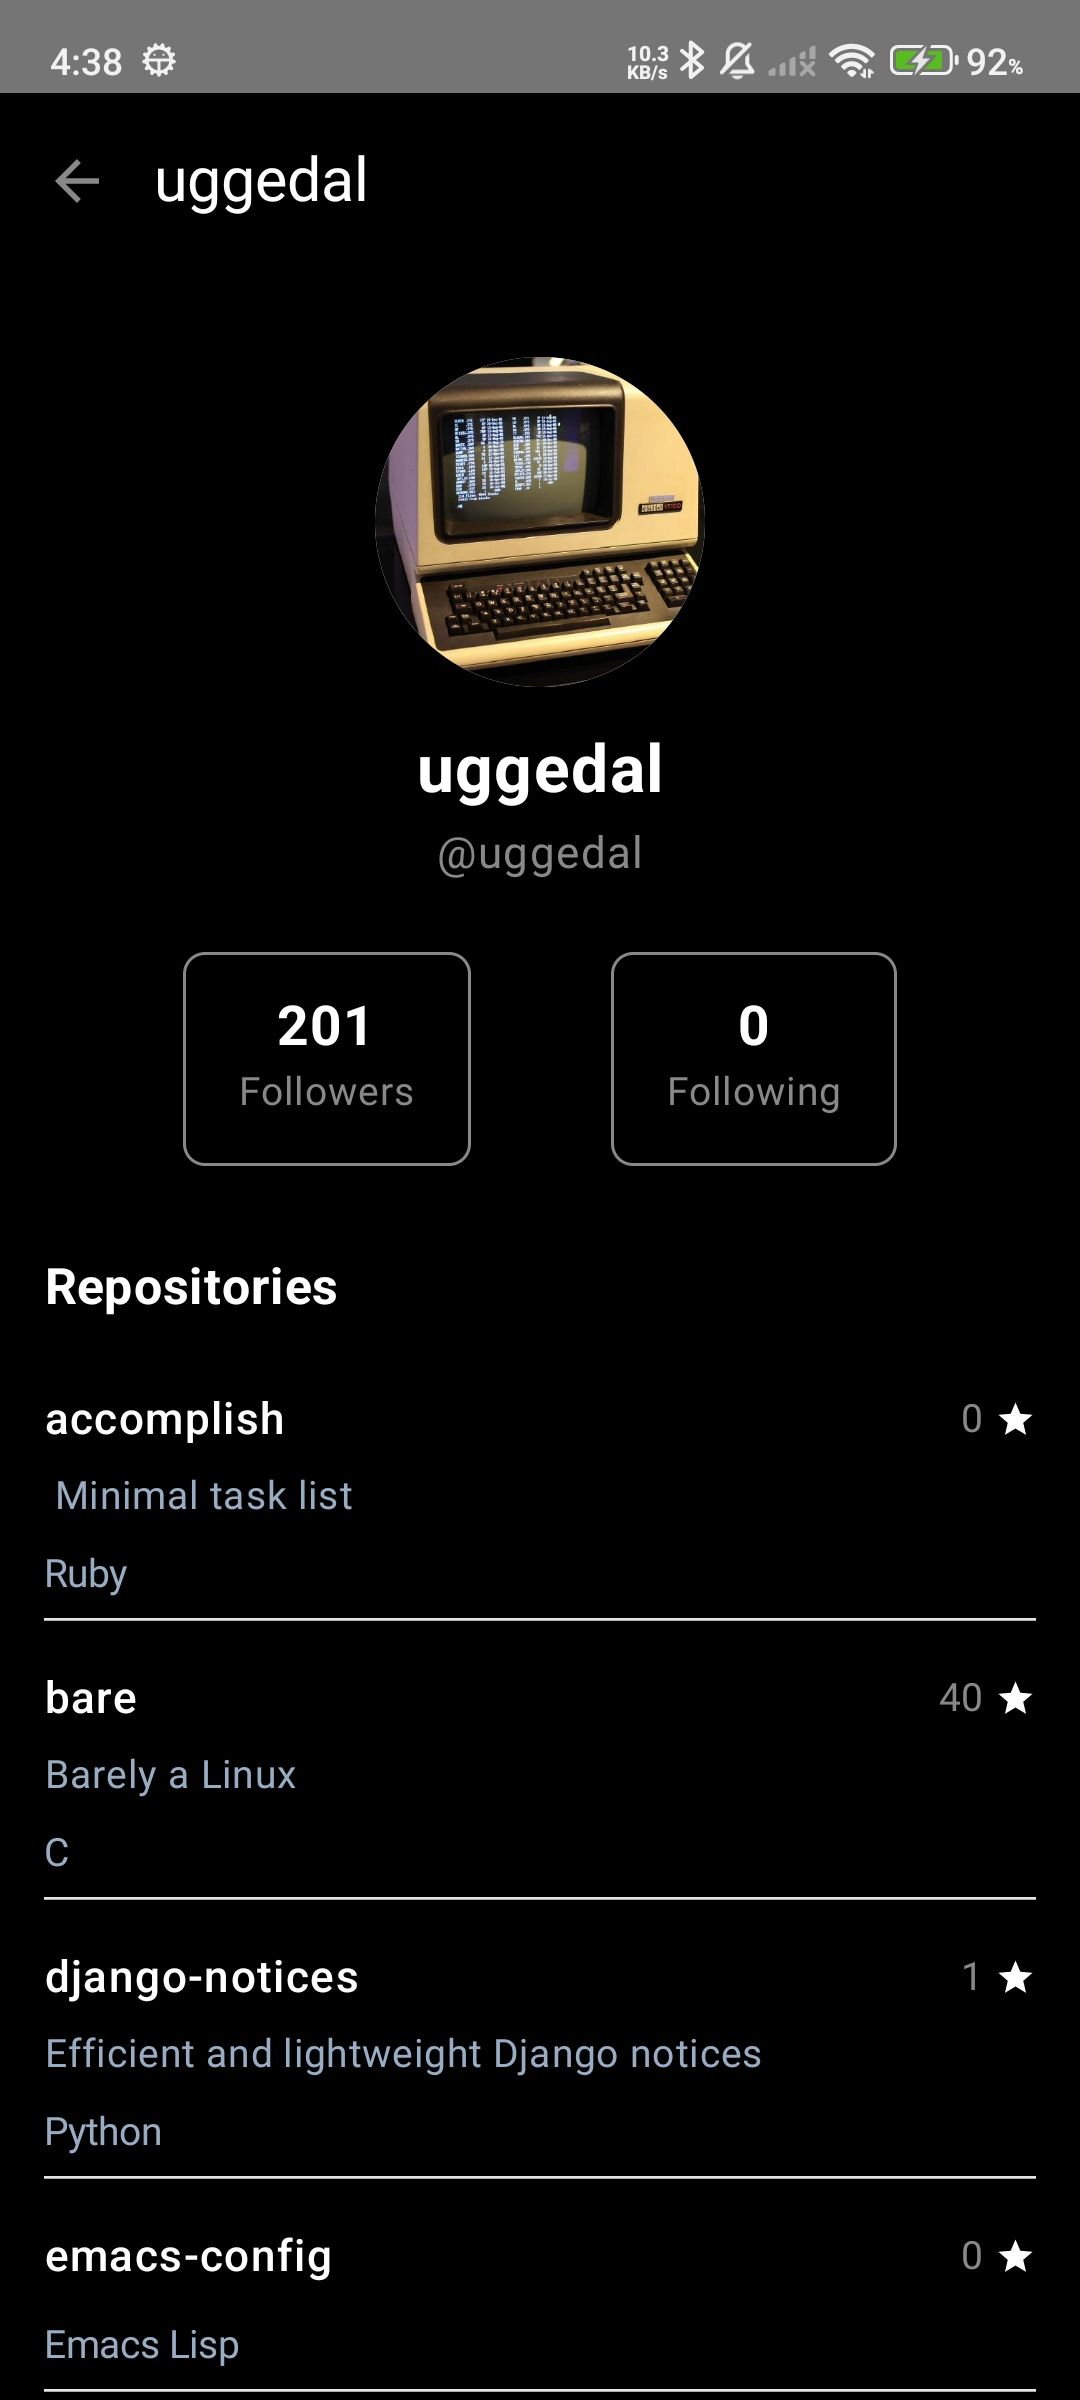 4:38 10.3 KB/s 92%
uggedal
uggedal
@uggedal
201 0
Followers Following
Repositories
accomplish 0
Minimal task list
Ruby
bare 40
Barely a Linux
C
django-notices 1
Efficient and lightweight Django notices
Python
emacs-config 0
Emacs Lisp